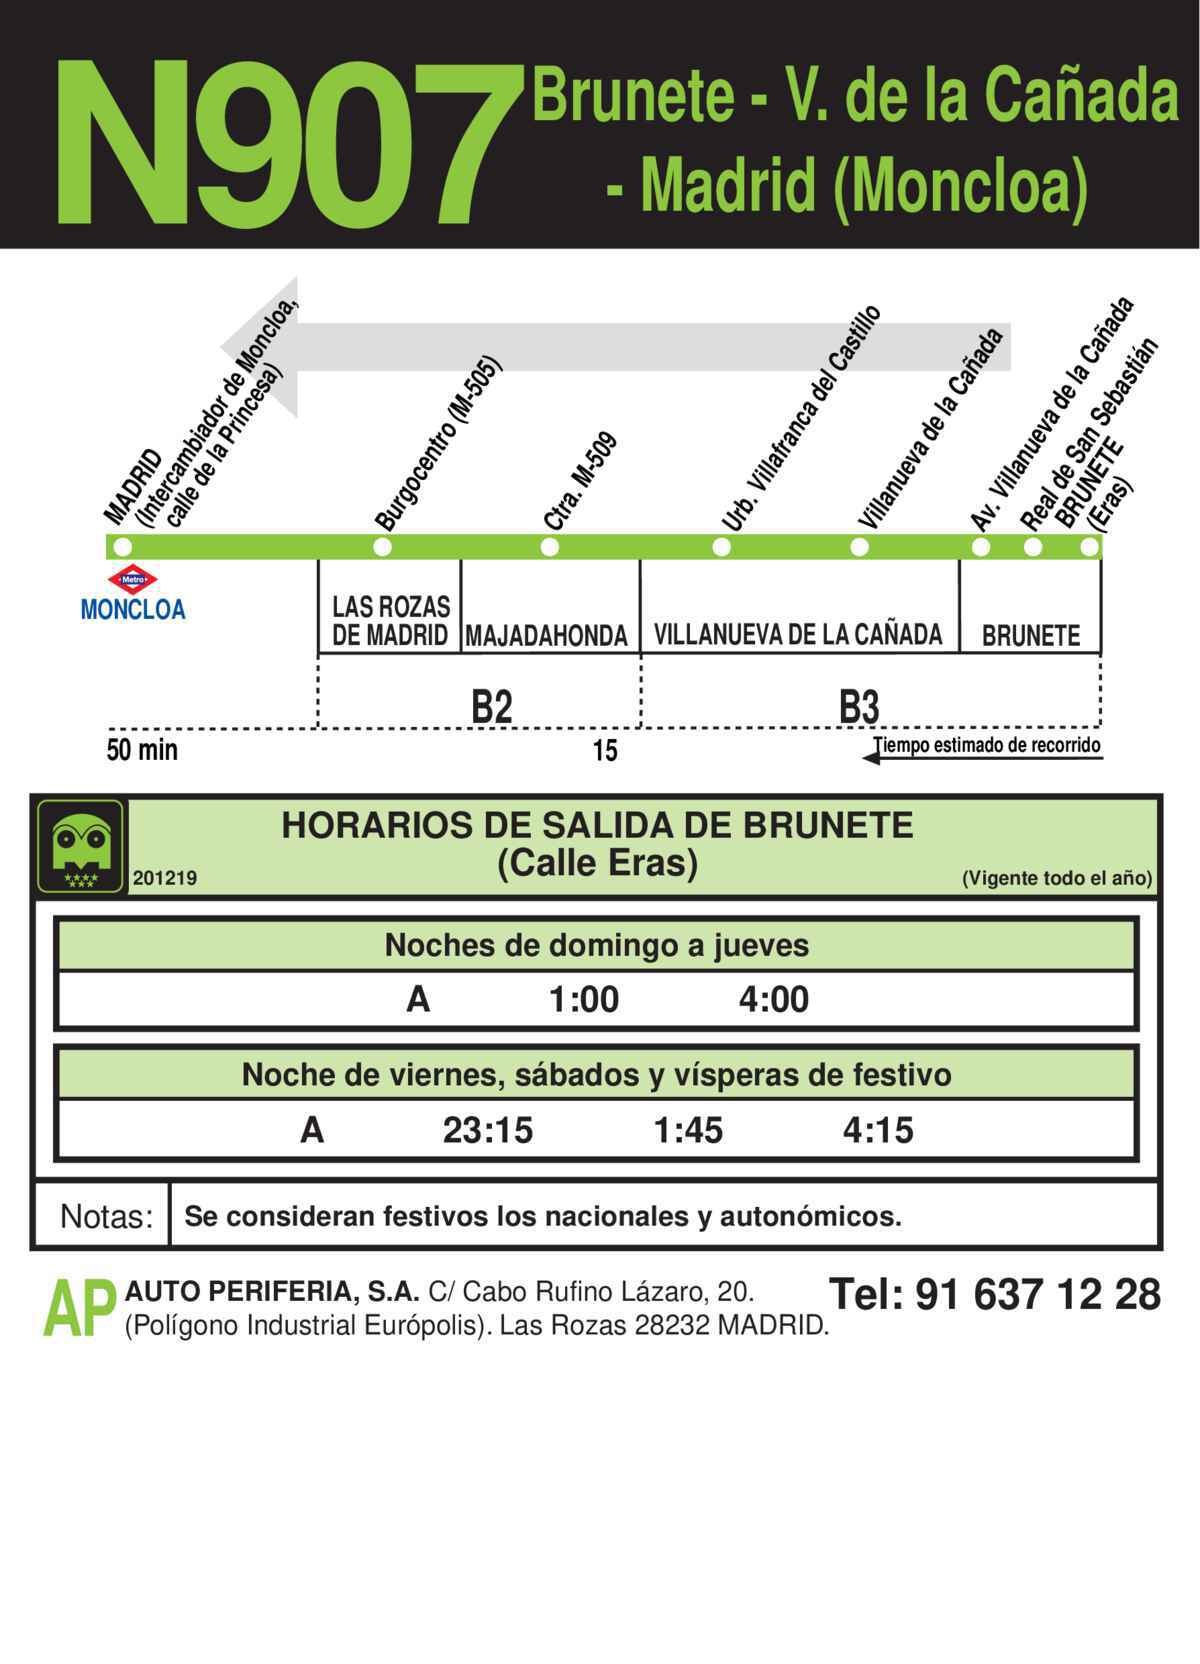 N907
Brunete - V. de la Cañada
- Madrid (Moncloa)
MADRID
(Intercambiador de Moncloa,
calle de la Princesa)
Burgocentro (M-505)
Ctra. M-509
Urb. Villafranca del Castillo
Villanueva de la Cañada
Av. Villanueva de la Cañada
Real de San Sebastián
BRUNETE
(Eras)
Metro
MONCLOA
LAS ROZAS
DE MADRID
MAJADAHONDA
VILLANUEVA DE LA CAÑADA
BRUNETE
B2
B3
50 min
15
Tiempo estimado de recorrido
HORARIOS DE SALIDA DE BRUNETE
(Calle Eras)
201219
(Vigente todo el año)
Noches de domingo a jueves
A 1:00 4:00
Noche de viernes, sábados y vísperas de festivo
A 23:15 1:45 4:15
Notas: Se consideran festivos los nacionales y autonómicos.
AP
AUTO PERIFERIA, S.A. C/ Cabo Rufino Lázaro, 20.
(Polígono Industrial Európolis). Las Rozas 28232 MADRID.
Tel: 91 637 12 28